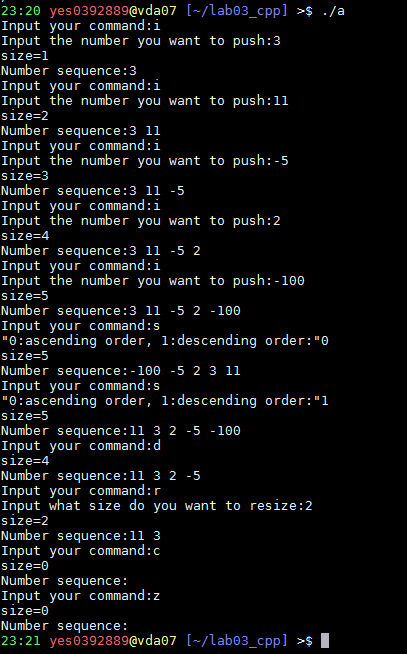 23:20 yes0392889@vda07 [~/lab03_cpp] >$ ./a
Input your command:i
Input the number you want to push:3
size=1
Number sequence:3
Input your command:i
Input the number you want to push:11
size=2
Number sequence:3 11
Input your command:i
Input the number you want to push:-5
size=3
Number sequence:3 11 -5
Input your command:i
Input the number you want to push:2
size=4
Number sequence:3 11 -5 2
Input your command:i
Input the number you want to push:-100
size=5
Number sequence:3 11 -5 2 -100
Input your command:s
"0:ascending order, 1:descending order:"0
size=5
Number sequence:-100 -5 2 3 11
Input your command:s
"0:ascending order, 1:descending order:"1
size=5
Number sequence:11 3 2 -5 -100
Input your command:d
size=4
Number sequence:11 3 2 -5
Input your command:r
Input what size do you want to resize:2
size=2
Number sequence:11 3
Input your command:c
size=0
Number sequence:
Input your command:z
size=0
Number sequence:
23:21 yes0392889@vda07 [~/lab03_cpp] >$